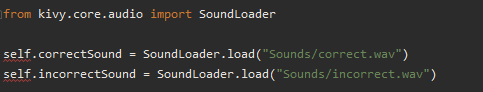 from kivy.core.audio import SoundLoader
self.correctSound = SoundLoader.load("Sounds/correct.wav")
self.incorrectSound = SoundLoader.load("Sounds/incorrect.wav")